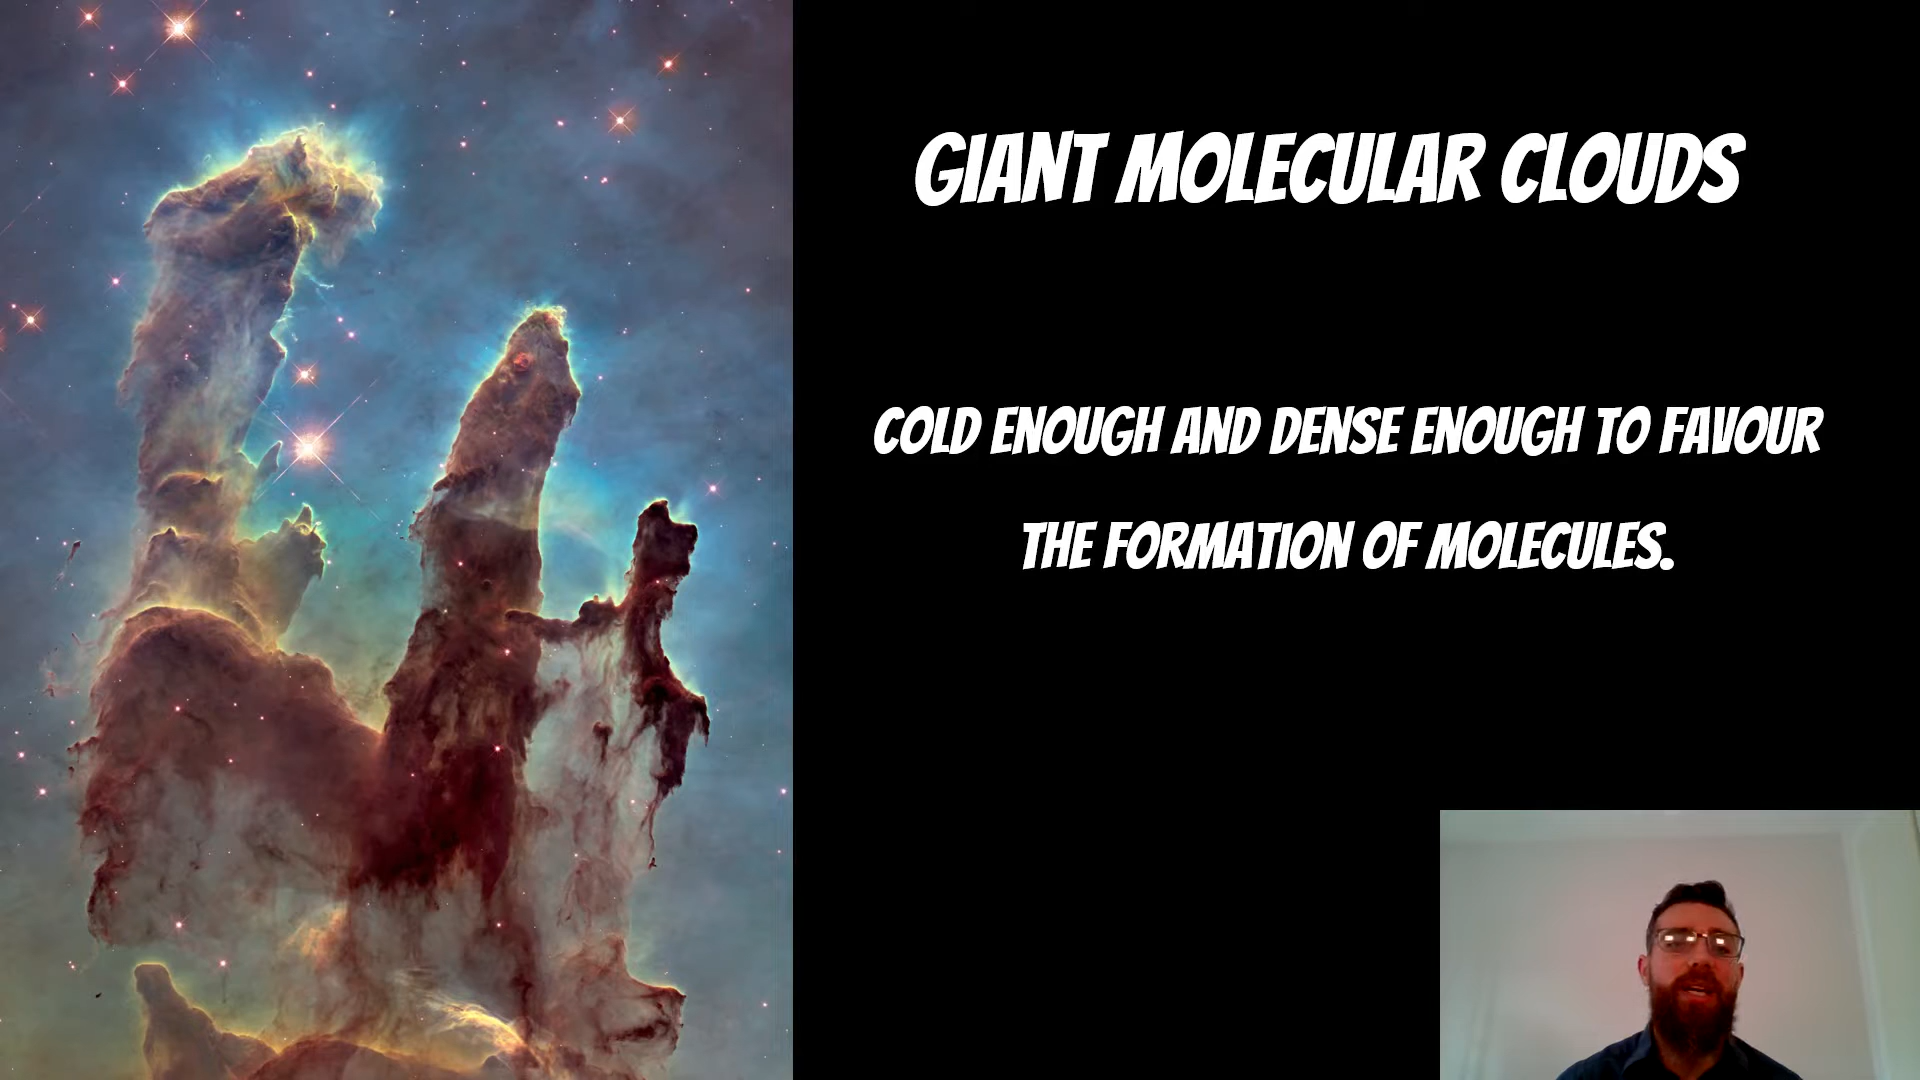 GIANT MOLECULAR CLOUDS
COLD ENOUGH AND DENSE ENOUGH TO FAVOUR
THE FORMATION OF MOLECULES.